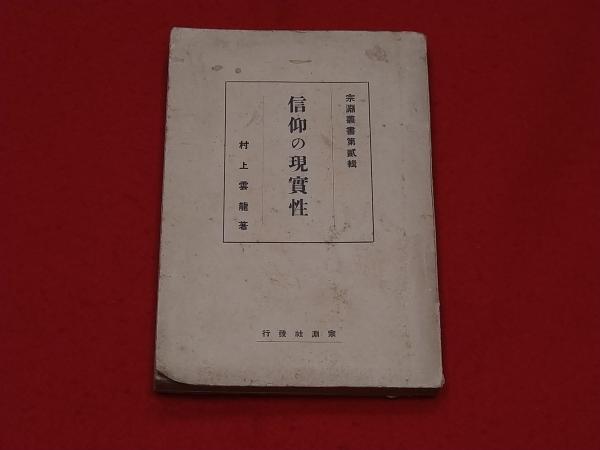 宗淵叢書第貳輯
信仰の現實性
村上雲龍著
宗淵社發行